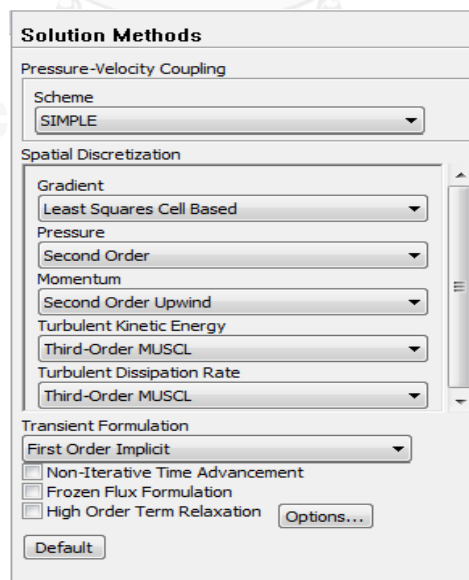 Solution Methods
Pressure-Velocity Coupling
Scheme
SIMPLE
Spatial Discretization
Gradient
Least Squares Cell Based
Pressure
Second Order
Momentum
Second Order Upwind
Turbulent Kinetic Energy
Third-Order MUSCL
Turbulent Dissipation Rate
Third-Order MUSCL
Transient Formulation
First Order Implicit
Non-Iterative Time Advancement
Frozen Flux Formulation
High Order Term Relaxation Options...
Default